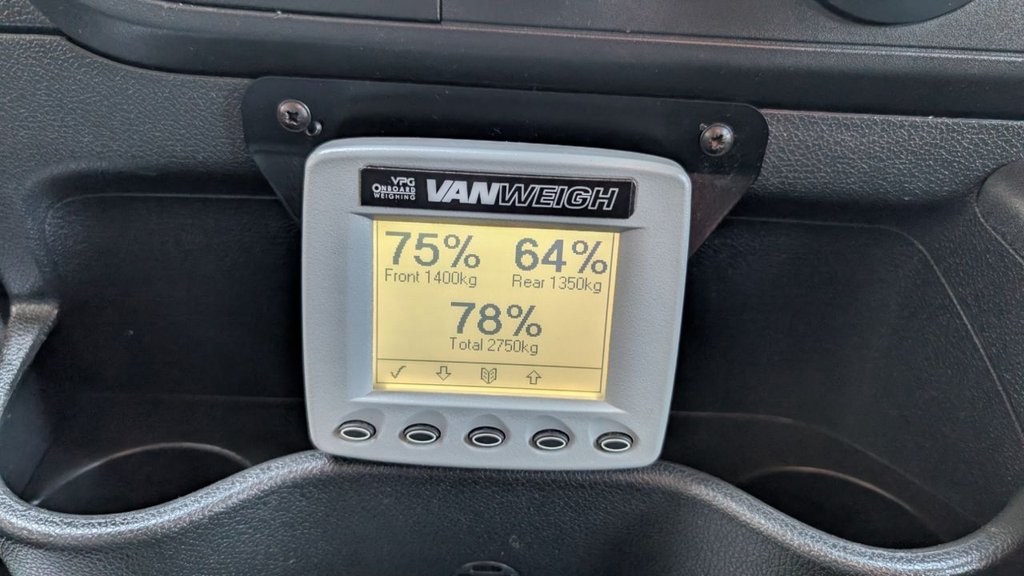 VPG
ONBOARD
WEIGHING
VANWEIGH
75% 64%
Front 1400kg Rear 1350kg
78%
Total 2750kg